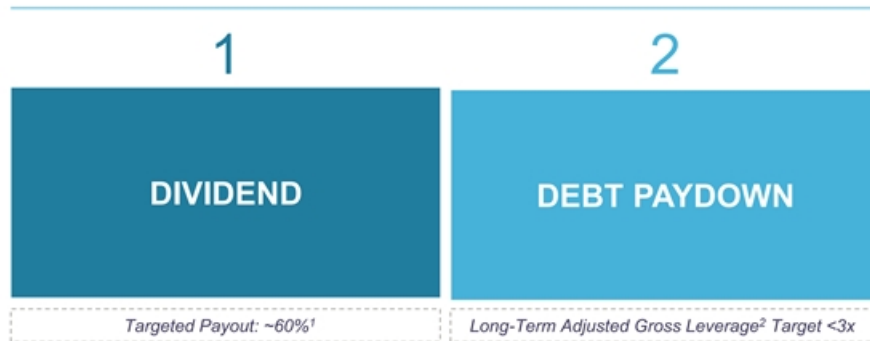 1
2
DIVIDEND
DEBT PAYDOWN
Targeted Payout: ~60%¹
Long-Term Adjusted Gross Leverage² Target <3x